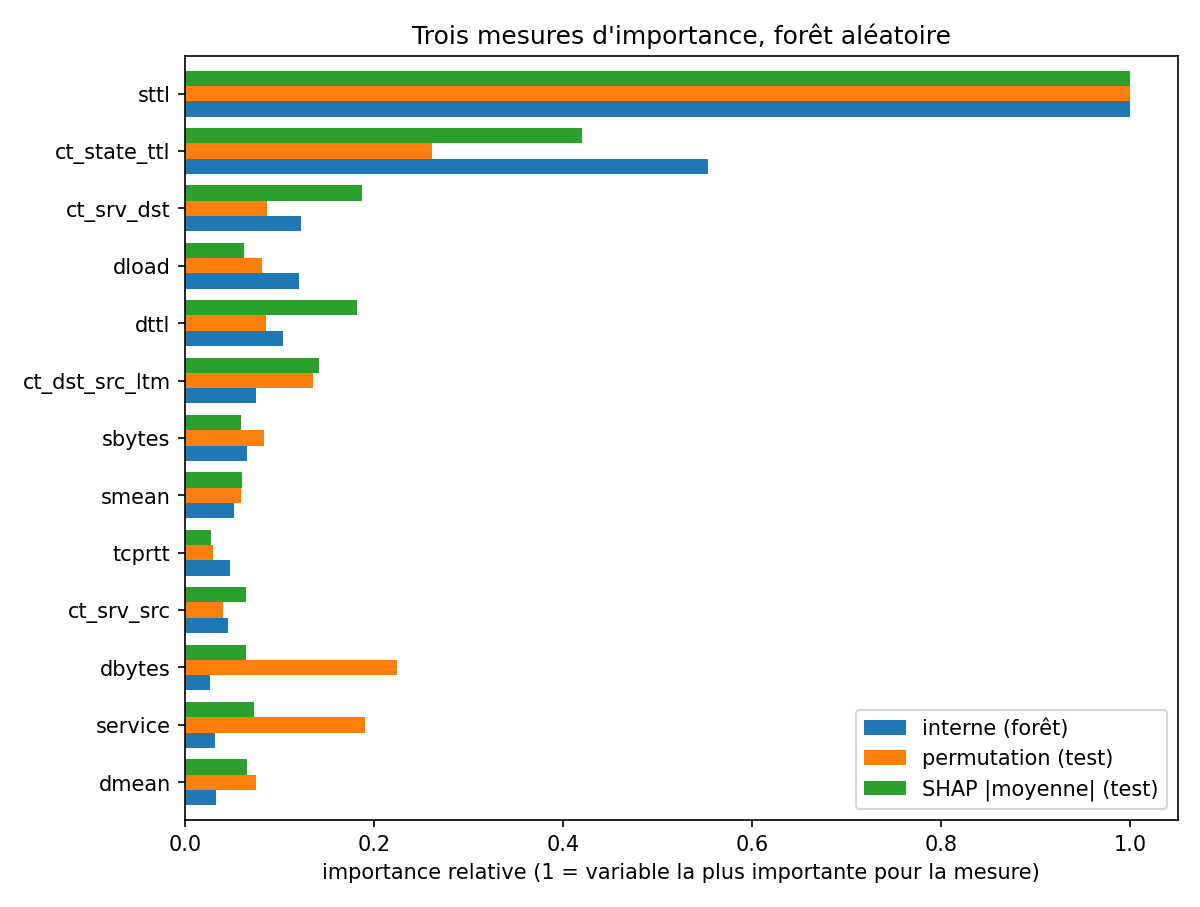 Trois mesures d'importance, forêt aléatoire
sttl
ct_state_ttl
ct_srv_dst
dload
dttl
ct_dst_src_ltm
sbytes
smean
tcprtt
ct_srv_src
dbytes
service
dmean
interne (forêt)
permutation (test)
SHAP |moyenne| (test)
0.0 0.2 0.4 0.6 0.8 1.0
importance relative (1 = variable la plus importante pour la mesure)